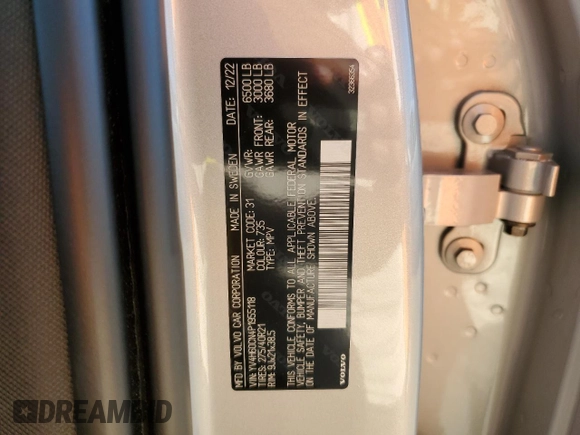 MFD BY VOLVO CAR CORPORATION MADE IN SWEDEN DATE: 12/22
VIN: YV4H60CN4P1955118 MARKET CODE: 31 GVWR: 6500 LB
TIRES: 275/40R21 COLOUR: 735 GAWR FRONT: 3000 LB
RIM: 9Jx21x38.5 TYPE: MPV GAWR REAR: 3680 LB
THIS VEHICLE CONFORMS TO ALL APPLICABLE FEDERAL MOTOR
VEHICLE SAFETY, BUMPER AND THEFT PREVENTION STANDARDS IN EFFECT
ON THE DATE OF MANUFACTURE SHOWN ABOVE.
VOLVO
DREAMBID